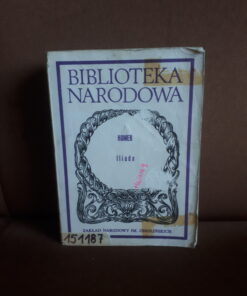 BIBLIOTEKA
NARODOWA
HOMER
Iliada
ZAKŁAD NARODOWY IM. OSSOLIŃSKICH
151187